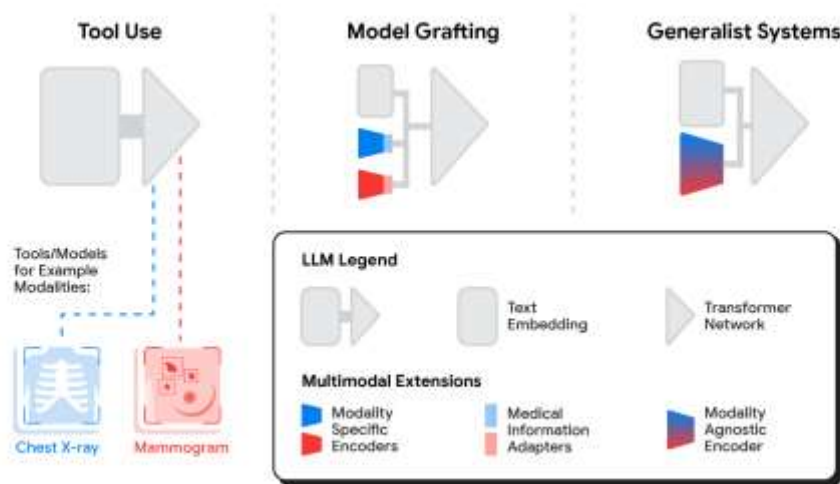 Tool Use
Model Grafting
Generalist Systems
Tools/Models
for Example
Modalities:
Chest X-ray
Mammogram
LLM Legend
Text
Embedding
Transformer
Network
Multimodal Extensions
Modality
Specific
Encoders
Medical
Information
Adapters
Modality
Agnostic
Encoder